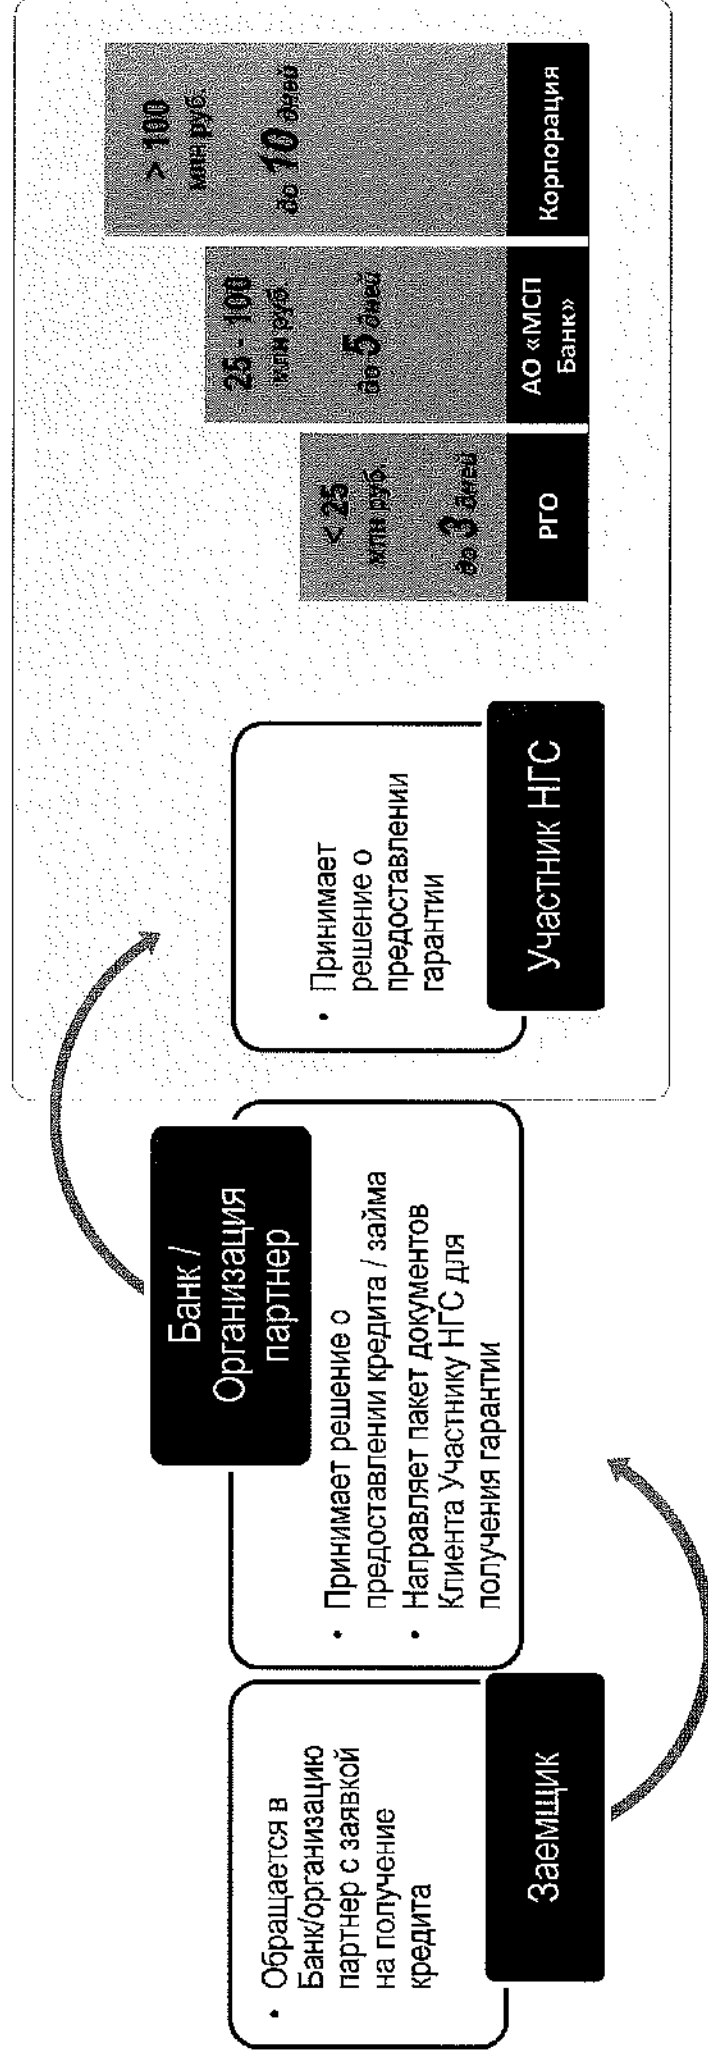 • Обращается в
Банк/организацию
партнер с заявкой
на получение
кредита
Заемщик
Банк /
Организация
партнер
• Принимает решение о
предоставлении кредита / займа
• Направляет пакет документов
Клиента Участнику НГС для
получения гарантии
• Принимает
решение о
предоставлении
гарантии
Участник НГС
< 25
млн руб.
до 3 дней
РГО
25 - 100
млн руб.
до 5 дней
АО «МСП
Банк»
> 100
млн руб.
до 10 дней
Корпорация